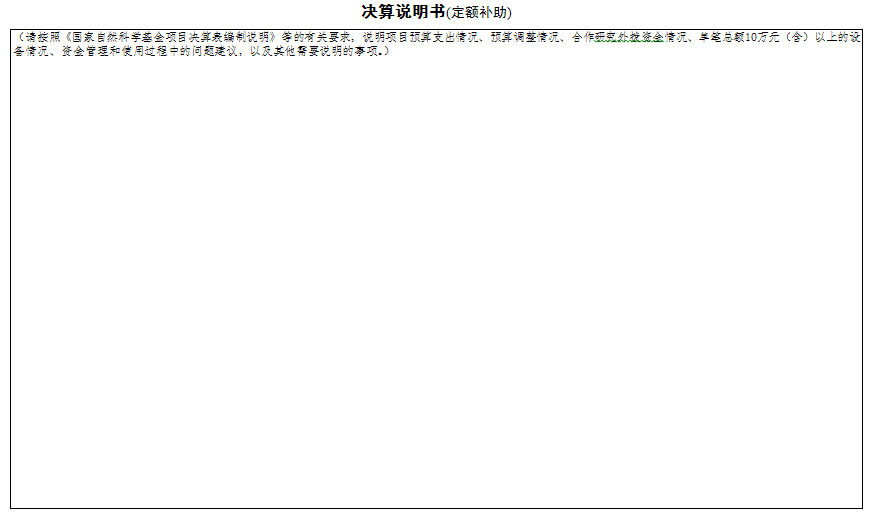 决算说明书(定额补助)
（请按照《国家自然科学基金项目决算表编制说明》等的有关要求，说明项目预算支出情况、预算调整情况、合作研究外拨资金情况、单笔总额10万元（含）以上的设
备情况、资金管理和使用过程中的问题建议，以及其他需要说明的事项。）